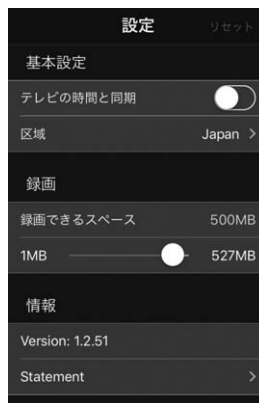 設定 リセット
基本設定
テレビの時間と同期
区域 Japan >
録画
録画できるスペース 500MB
1MB 527MB
情報
Version: 1.2.51
Statement >